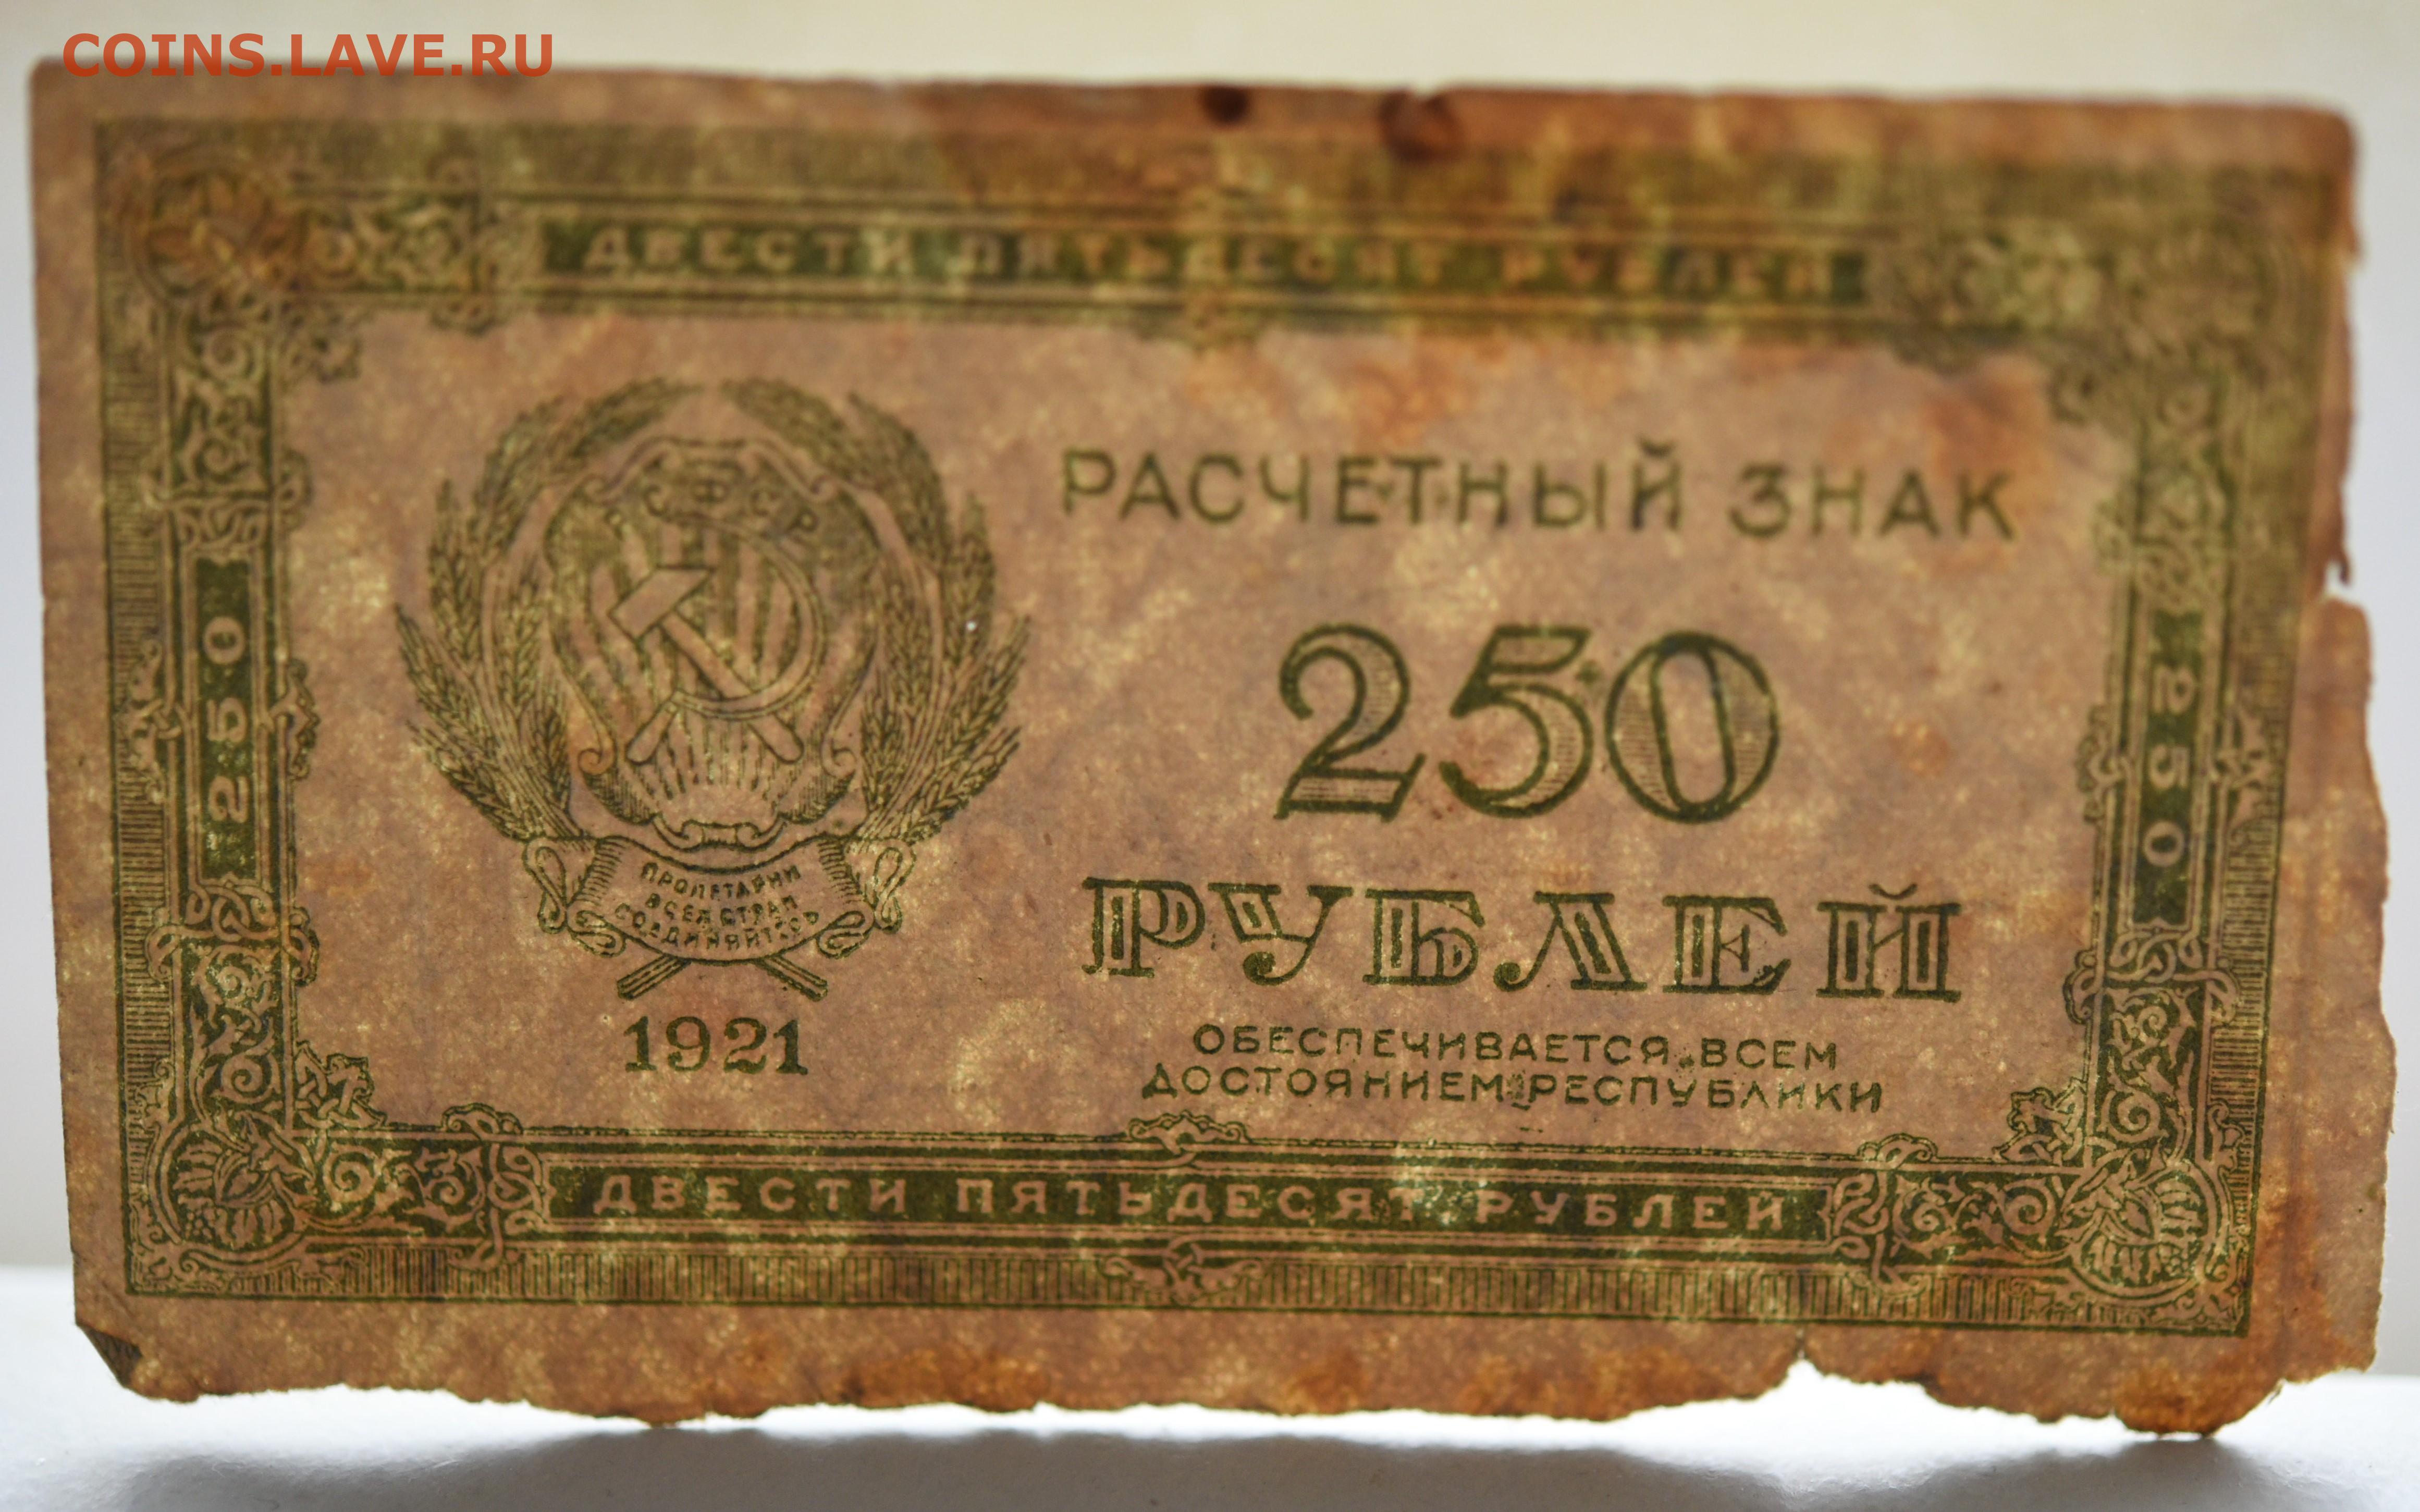 COINS.LAVE.RU
ДВЕСТИ ПЯТЬДЕСЯТ РУБЛЕЙ
РСФСР
РАСЧЕТНЫЙ ЗНАК
250
250
250
РУБЛЕЙ
ПРОЛЕТАРИИ
ВСЕХ СТРАН
СОЕДИНЯЙТЕСЬ
1921
ОБЕСПЕЧИВАЕТСЯ ВСЕМ
ДОСТОЯНИЕМ РЕСПУБЛИКИ
ДВЕСТИ ПЯТЬДЕСЯТ РУБЛЕЙ